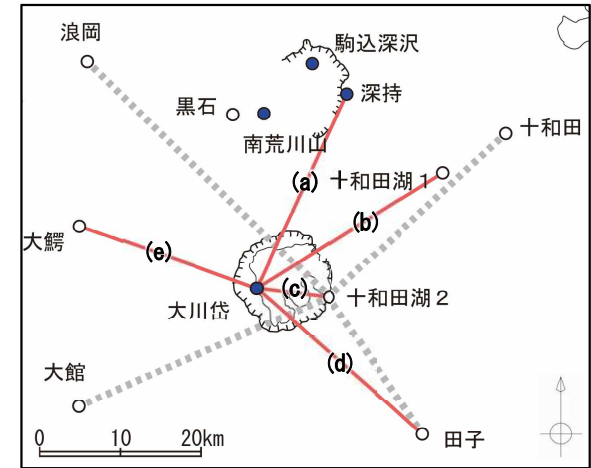 浪岡
駒込深沢
深持
黒石
十和田
南荒川山
(a)
十和田湖1
(b)
大鰐
(e)
(c)
十和田湖2
大川岱
(d)
大館
田子
0 10 20km